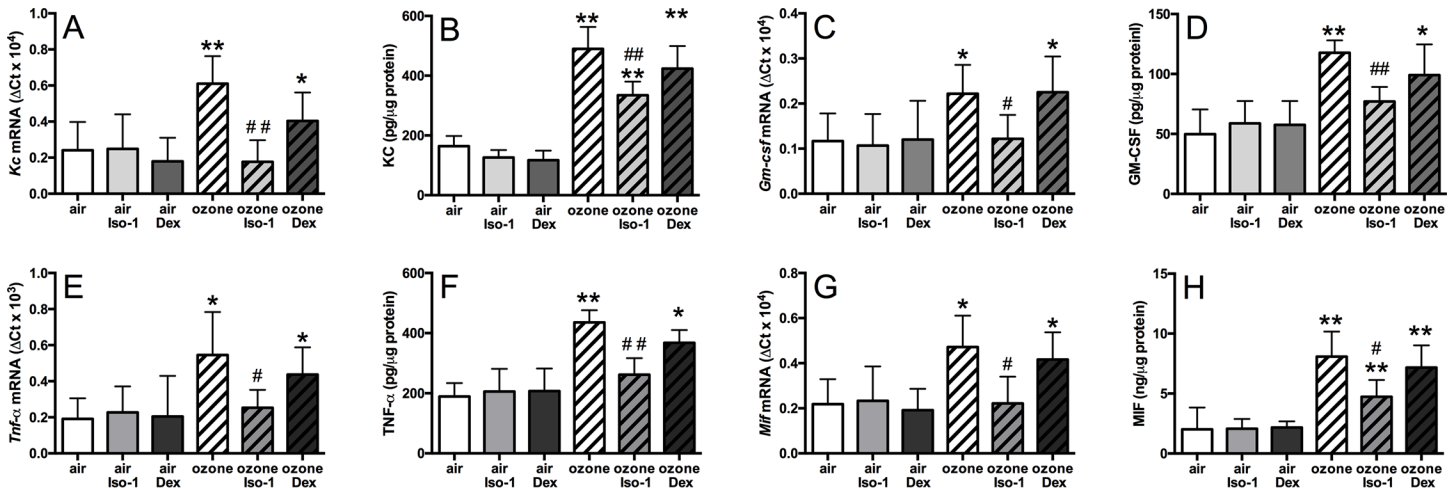 A
Kc mRNA (ΔCt x 10⁴)
1.0
0.8
0.6
0.4
0.2
0.0
**
##
*
air air air ozone ozone ozone
Iso-1 Dex Iso-1 Dex
B
KC (pg/μg protein)
600
400
200
0
**
##
**
**
air air air ozone ozone ozone
Iso-1 Dex Iso-1 Dex
C
Gm-csf mRNA (ΔCt x 10⁴)
0.4
0.3
0.2
0.1
0.0
*
#
*
air air air ozone ozone ozone
Iso-1 Dex Iso-1 Dex
D
GM-CSF (pg/μg proteinl)
150
100
50
0
**
##
*
air air air ozone ozone ozone
Iso-1 Dex Iso-1 Dex
E
Tnf-α mRNA (ΔCt x 10³)
1.0
0.8
0.6
0.4
0.2
0.0
*
#
*
air air air ozone ozone ozone
Iso-1 Dex Iso-1 Dex
F
TNF-α (pg/μg protein)
600
400
200
0
**
##
*
air air air ozone ozone ozone
Iso-1 Dex Iso-1 Dex
G
Mif mRNA (ΔCt x 10⁴)
0.8
0.6
0.4
0.2
0.0
*
#
*
air air air ozone ozone ozone
Iso-1 Dex Iso-1 Dex
H
MIF (ng/μg protein)
15
10
5
0
**
#
**
**
air air air ozone ozone ozone
Iso-1 Dex Iso-1 Dex